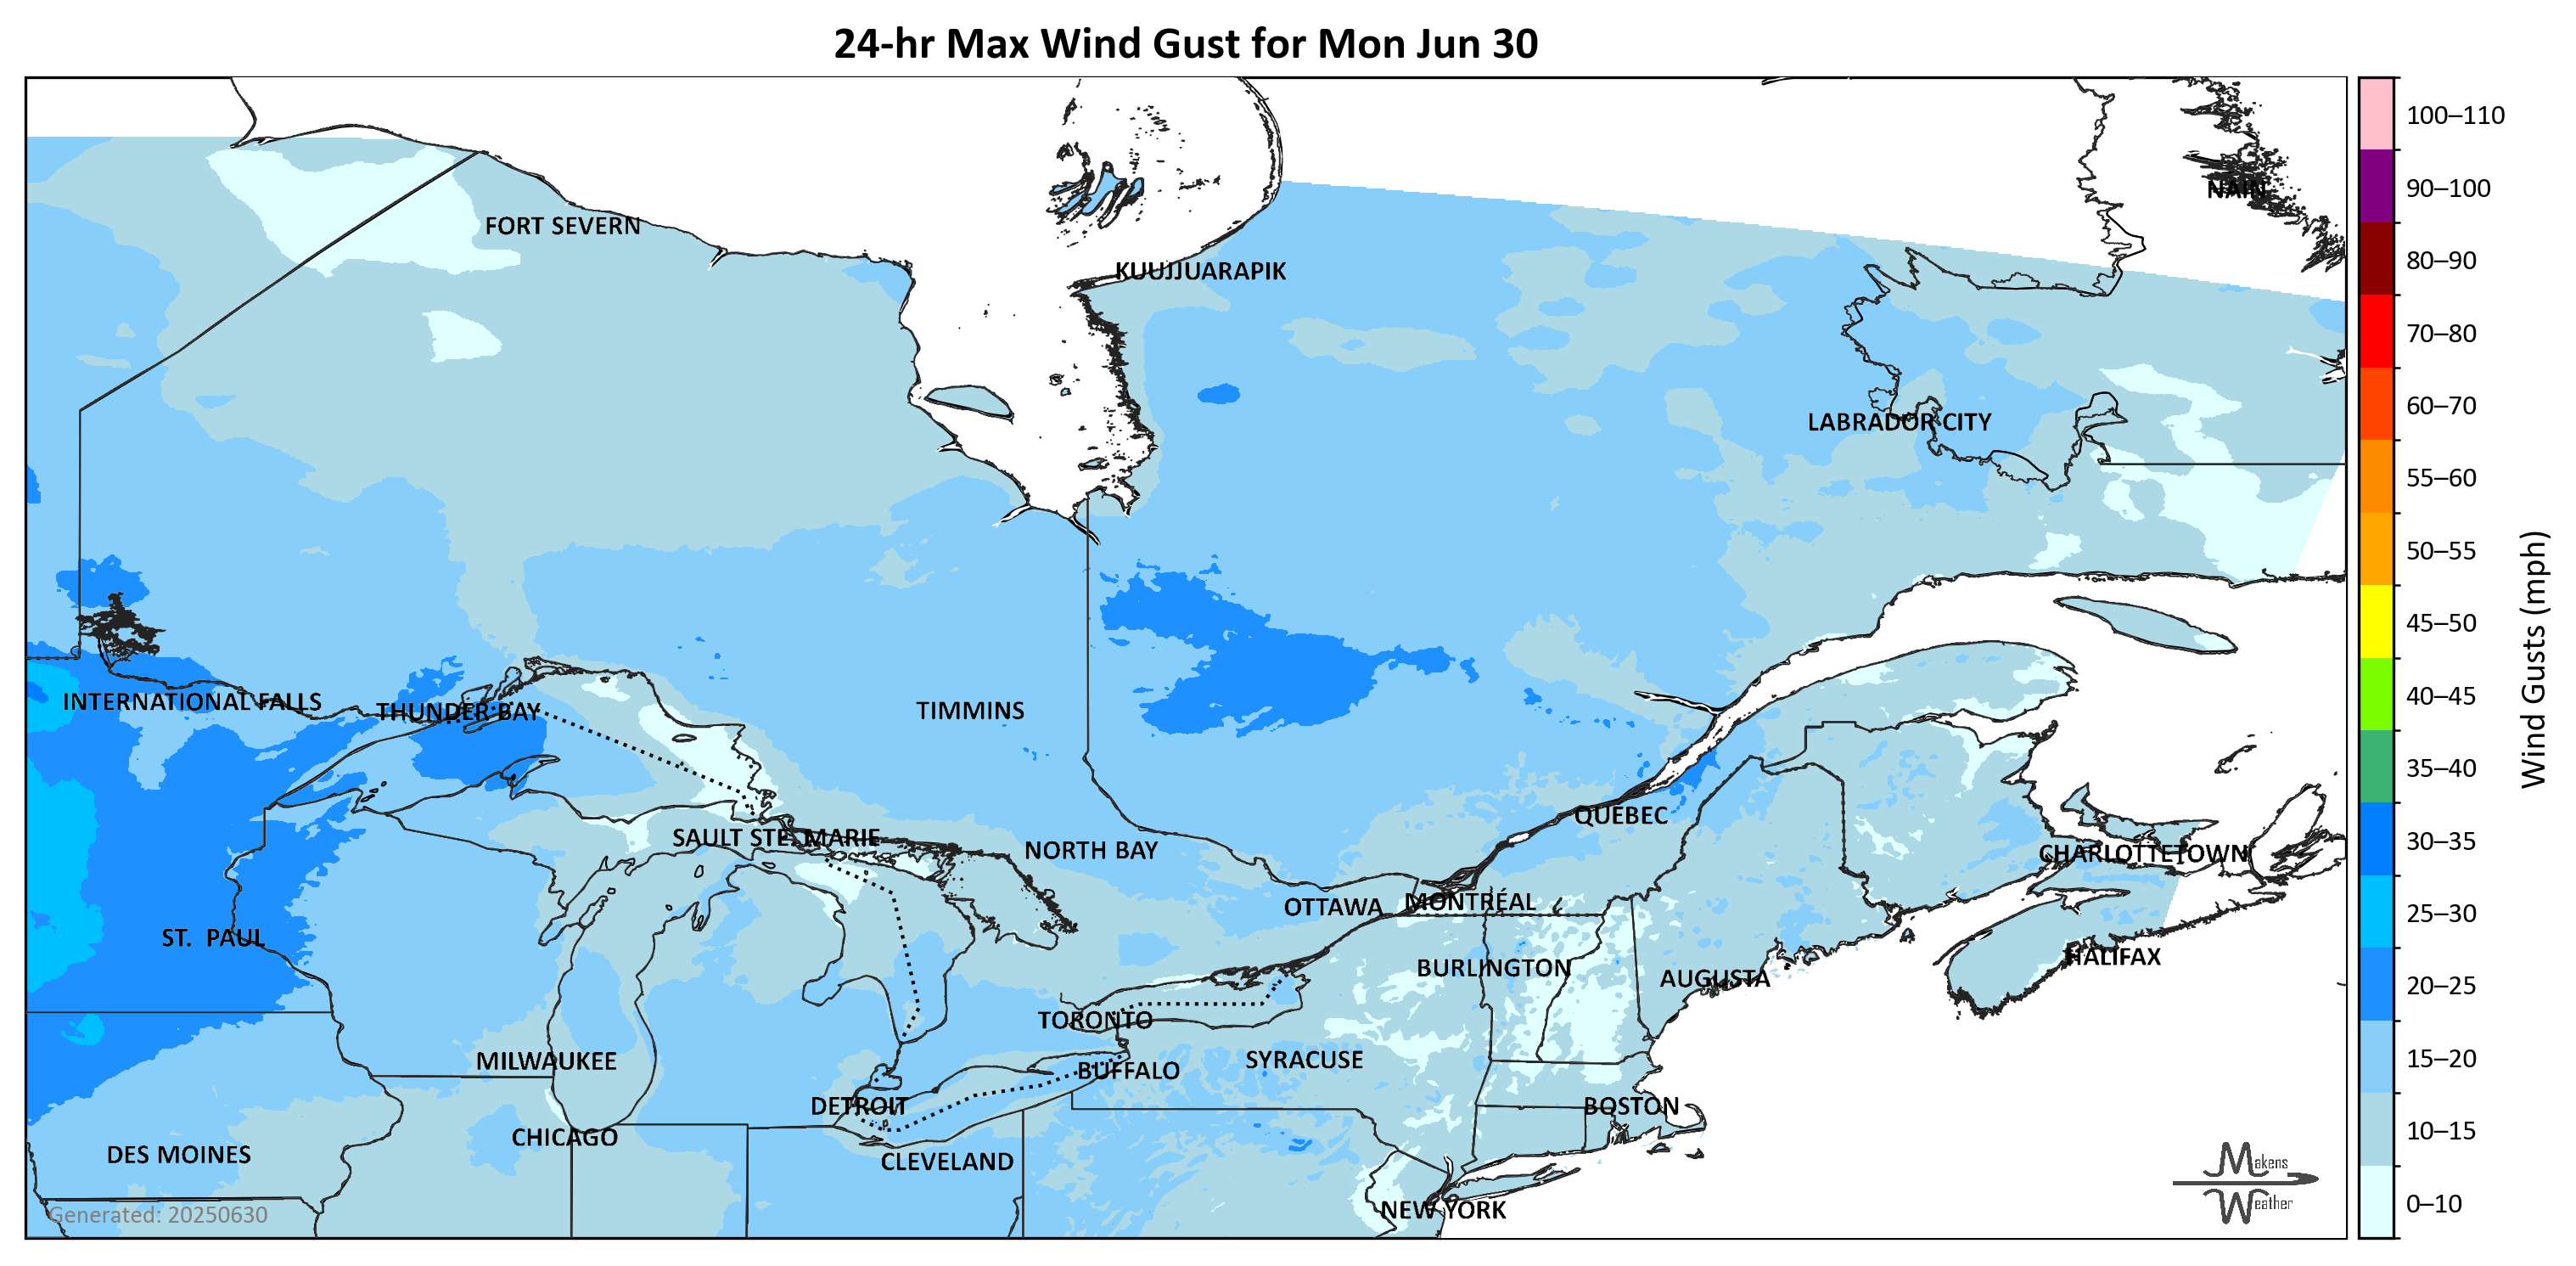 24-hr Max Wind Gust for Mon Jun 30
100–110
90–100
80–90
70–80
60–70
55–60
50–55
45–50
40–45
35–40
30–35
25–30
20–25
15–20
10–15
0–10
Wind Gusts (mph)
NAIN
FORT SEVERN
KUUJJUARAPIK
LABRADOR CITY
INTERNATIONAL FALLS
THUNDER BAY
TIMMINS
QUEBEC
SAULT STE. MARIE
NORTH BAY
CHARLOTTETOWN
OTTAWA
MONTRÉAL
ST. PAUL
HALIFAX
BURLINGTON
AUGUSTA
TORONTO
MILWAUKEE
SYRACUSE
BUFFALO
DETROIT
BOSTON
CHICAGO
DES MOINES
CLEVELAND
NEW YORK
Generated: 20250630
Makens
Weather